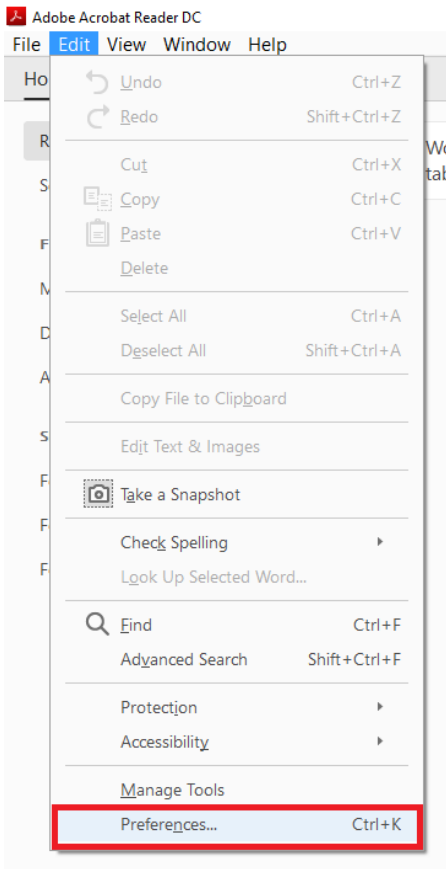 Adobe Acrobat Reader DC
File Edit View Window Help
Ho
Undo Ctrl+Z
Redo Shift+Ctrl+Z
R
Cut Ctrl+X
S
Copy Ctrl+C
Paste Ctrl+V
F
Delete
Select All Ctrl+A
D
Deselect All Shift+Ctrl+A
A
Copy File to Clipboard
S
Edit Text & Images
F
Take a Snapshot
F
Check Spelling
F
Look Up Selected Word...
Find Ctrl+F
Advanced Search Shift+Ctrl+F
Protection
Accessibility
Manage Tools
Preferences... Ctrl+K